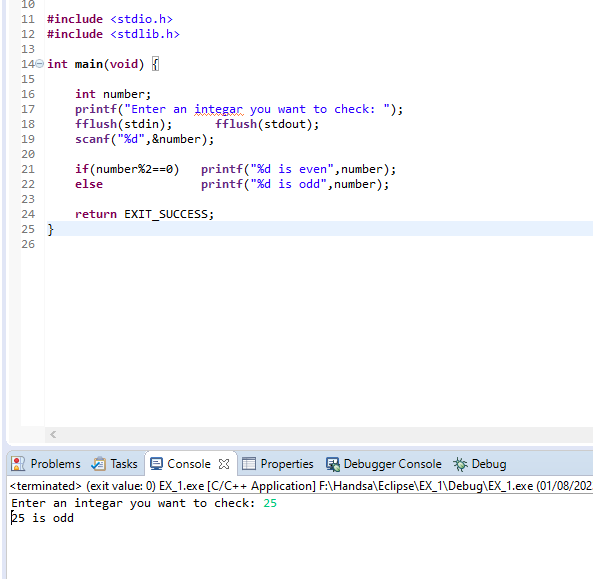 10
11 #include <stdio.h>
12 #include <stdlib.h>
13
14 int main(void) {
15
16 int number;
17 printf("Enter an integar you want to check: ");
18 fflush(stdin); fflush(stdout);
19 scanf("%d",&number);
20
21 if(number%2==0) printf("%d is even",number);
22 else printf("%d is odd",number);
23
24 return EXIT_SUCCESS;
25 }
26
Problems Tasks Console Properties Debugger Console Debug
<terminated> (exit value: 0) EX_1.exe [C/C++ Application] F:\Handsa\Eclipse\EX_1\Debug\EX_1.exe (01/08/202
Enter an integar you want to check: 25
25 is odd